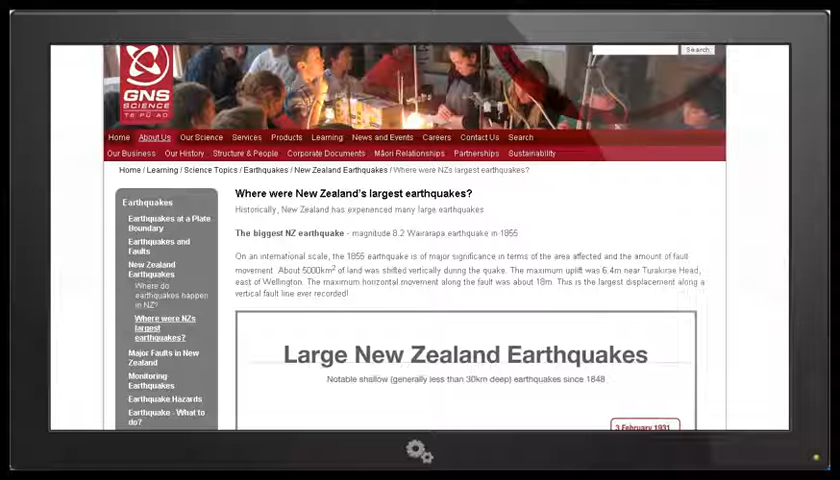 Search
GNS
SCIENCE
TE PŪ AO
Home About Us Our Science Services Products Learning News and Events Careers Contact Us Search
Our Business Our History Structure & People Corporate Documents Māori Relationships Partnerships Sustainability
Home / Learning / Science Topics / Earthquakes / New Zealand Earthquakes / Where were NZs largest earthquakes?
Earthquakes
Earthquakes at a Plate
Boundary
Earthquakes and
Faults
New Zealand
Earthquakes
Where do
earthquakes happen
in NZ?
Where were NZs
largest
earthquakes?
Major Faults in New
Zealand
Monitoring
Earthquakes
Earthquake Hazards
Earthquake - What to
do?
Where were New Zealand's largest earthquakes?
Historically, New Zealand has experienced many large earthquakes
The biggest NZ earthquake - magnitude 8.2 Wairarapa earthquake in 1855
On an international scale, the 1855 earthquake is of major significance in terms of the area affected and the amount of fault
movement. About 5000km² of land was shifted vertically during the quake. The maximum uplift was 6.4m near Turakirae Head,
east of Wellington. The maximum horizontal movement along the fault was about 18m. This is the largest displacement along a
vertical fault line ever recorded!
Large New Zealand Earthquakes
Notable shallow (generally less than 30km deep) earthquakes since 1848
3 February 1931